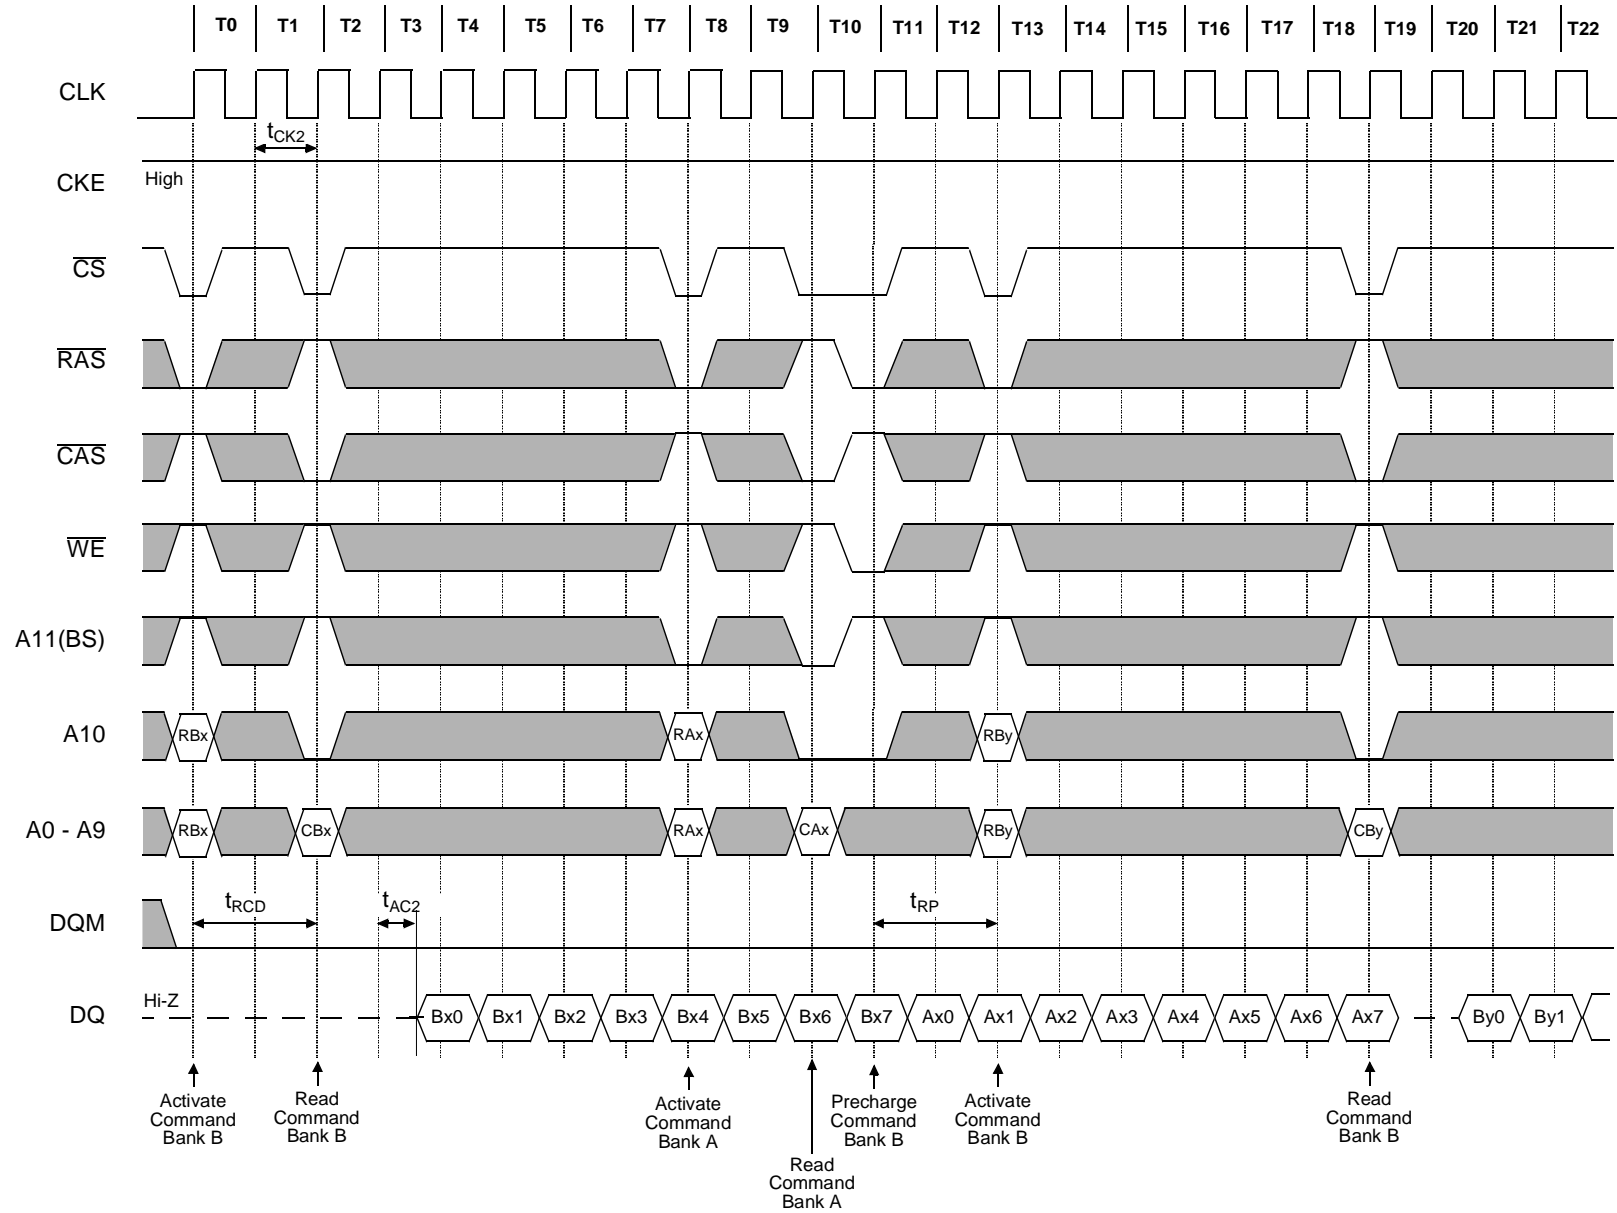 T0 T1 T2 T3 T4 T5 T6 T7 T8 T9 T10 T11 T12 T13 T14 T15 T16 T17 T18 T19 T20 T21 T22
CLK
tCK2
CKE High
CS
RAS
CAS
WE
A11(BS)
A10 RBx RAx RBy
A0 - A9 RBx CBx RAx CAx RBy CBy
DQM tRCD tAC2 tRP
Hi-Z
DQ Bx0 Bx1 Bx2 Bx3 Bx4 Bx5 Bx6 Bx7 Ax0 Ax1 Ax2 Ax3 Ax4 Ax5 Ax6 Ax7 By0 By1
Activate
Command
Bank B
Read
Command
Bank B
Activate
Command
Bank A
Read
Command
Bank A
Precharge
Command
Bank B
Activate
Command
Bank B
Read
Command
Bank B